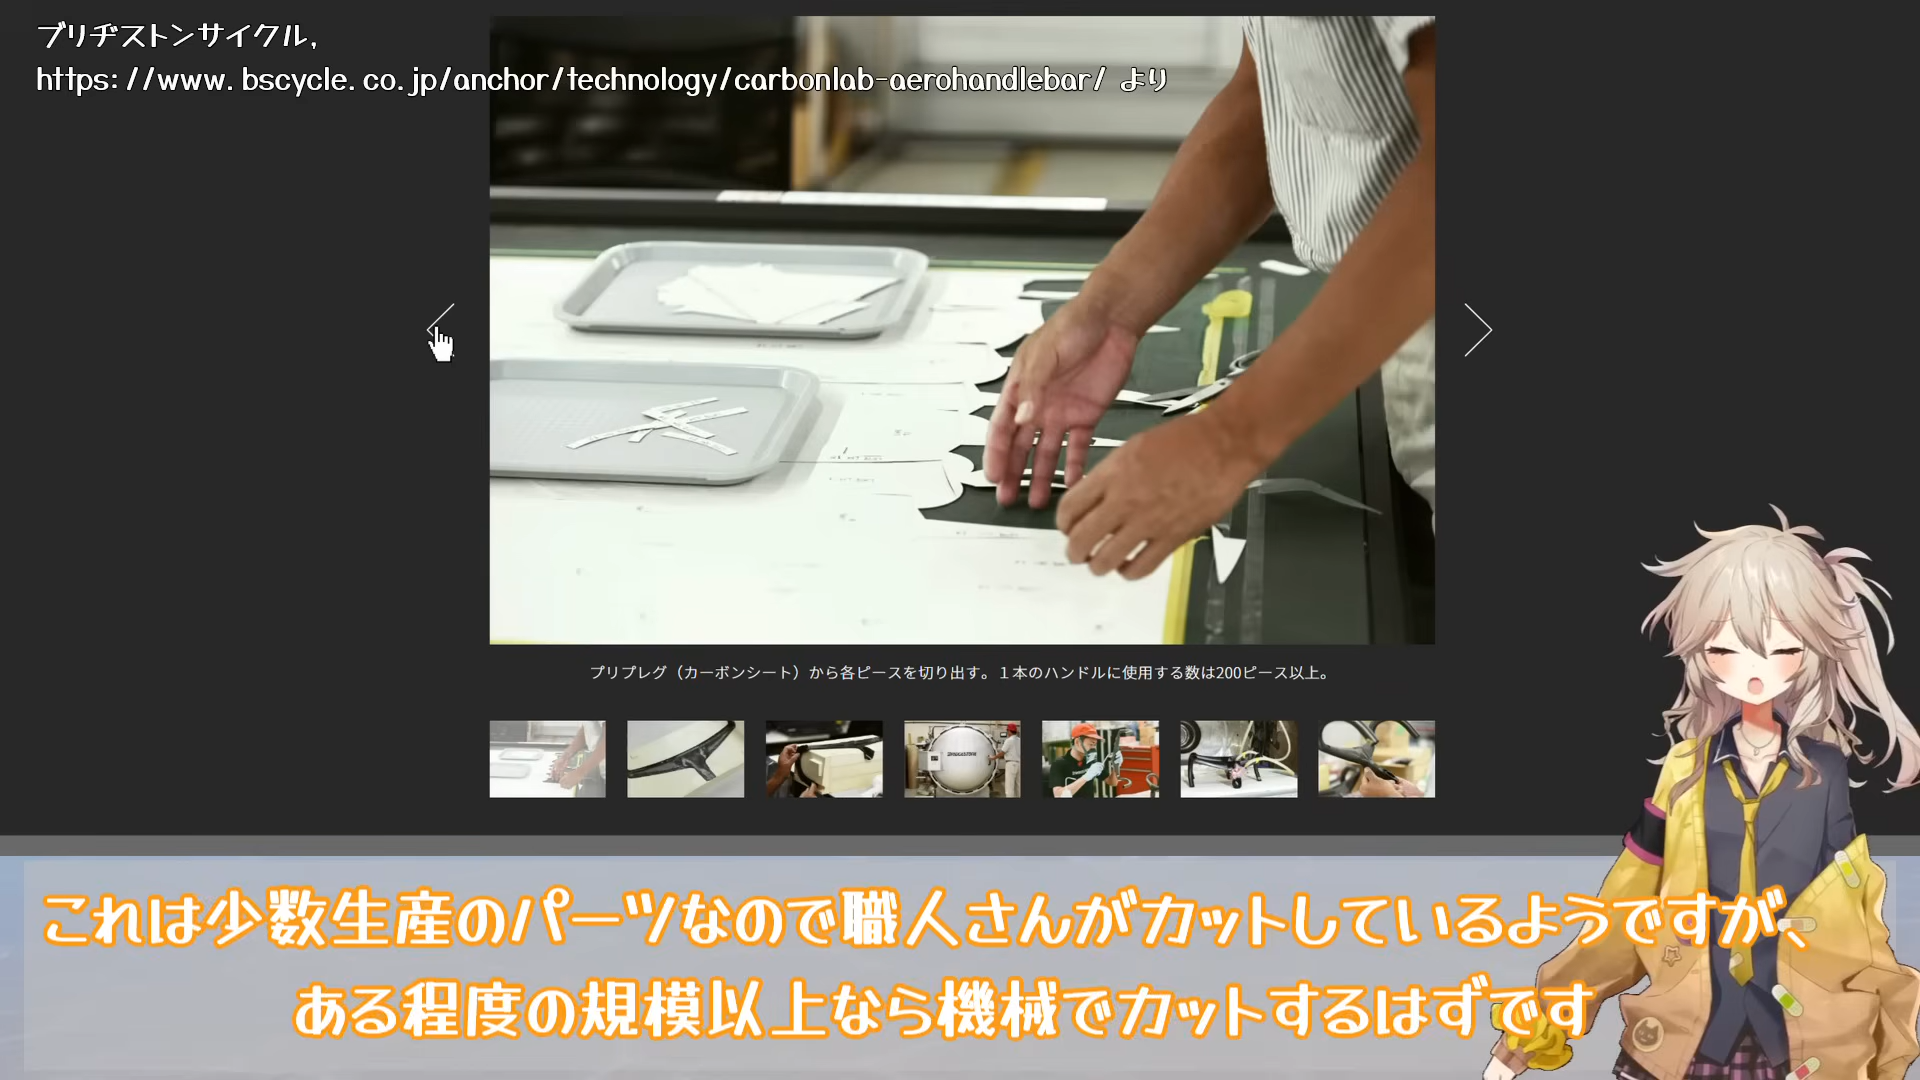 ブリヂストンサイクル,
https://www.bscycle.co.jp/anchor/technology/carbonlab-aerohandlebar/ より
プリプレグ（カーボンシート）から各ピースを切り出す。１本のハンドルに使用する数は200ピース以上。
これは少数生産のパーツなので職人さんがカットしているようですが、
ある程度の規模以上なら機械でカットするはずです